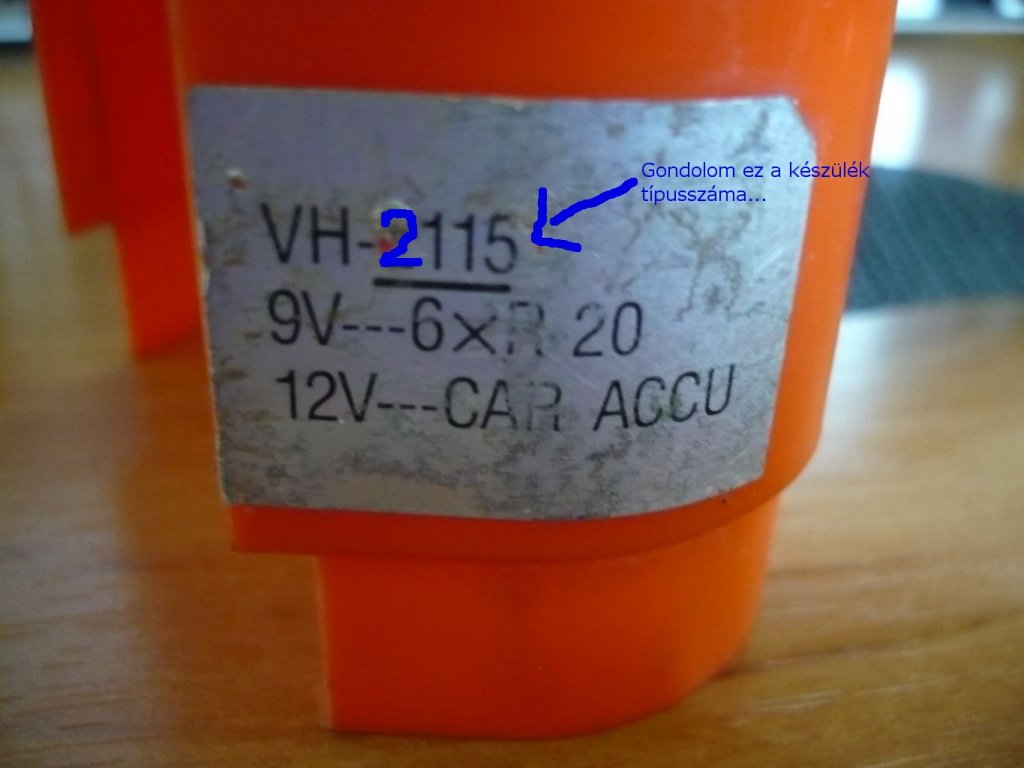 Gondolom ez a készülék
típusszáma...
VH-2115
9V---6×R 20
12V---CAR ACCU